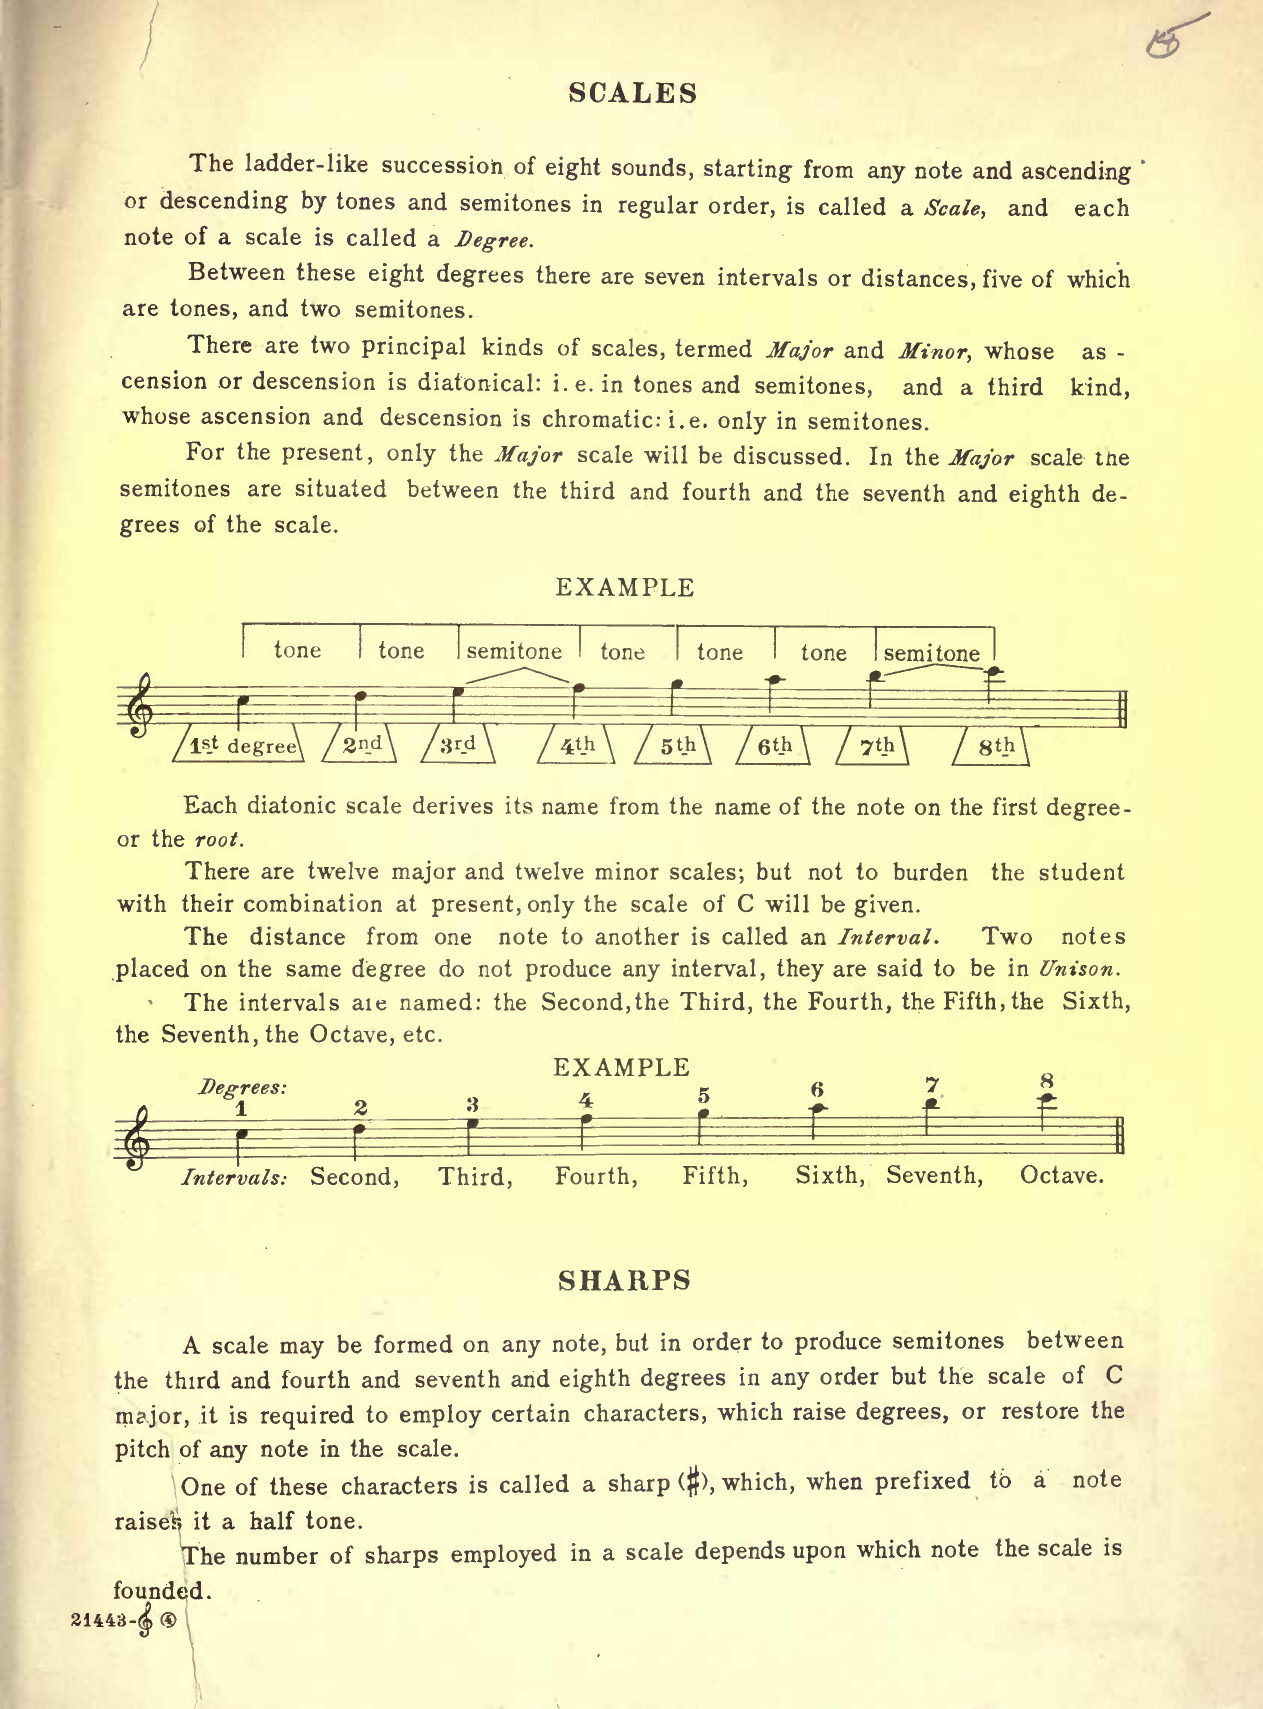 SCALES
The ladder-like succession of eight sounds, starting from any note and ascending
or descending by tones and semitones in regular order, is called a Scale, and each
note of a scale is called a Degree.
Between these eight degrees there are seven intervals or distances, five of which
are tones, and two semitones.
There are two principal kinds of scales, termed Major and Minor, whose as -
cension or descension is diatonical: i. e. in tones and semitones, and a third kind,
whose ascension and descension is chromatic: i. e. only in semitones.
For the present, only the Major scale will be discussed. In the Major scale the
semitones are situated between the third and fourth and the seventh and eighth de-
grees of the scale.
EXAMPLE
tone tone semitone tone tone tone semitone
1st degree 2nd 3rd 4th 5th 6th 7th 8th
Each diatonic scale derives its name from the name of the note on the first degree-
or the root.
There are twelve major and twelve minor scales; but not to burden the student
with their combination at present, only the scale of C will be given.
The distance from one note to another is called an Interval. Two notes
placed on the same degree do not produce any interval, they are said to be in Unison.
The intervals are named: the Second, the Third, the Fourth, the Fifth, the Sixth,
the Seventh, the Octave, etc.
EXAMPLE
Degrees:
1 2 3 4 5 6 7 8
Intervals: Second, Third, Fourth, Fifth, Sixth, Seventh, Octave.
SHARPS
A scale may be formed on any note, but in order to produce semitones between
the third and fourth and seventh and eighth degrees in any order but the scale of C
major, it is required to employ certain characters, which raise degrees, or restore the
pitch of any note in the scale.
One of these characters is called a sharp (♯), which, when prefixed to a note
raises it a half tone.
The number of sharps employed in a scale depends upon which note the scale is
founded.
21443- ④